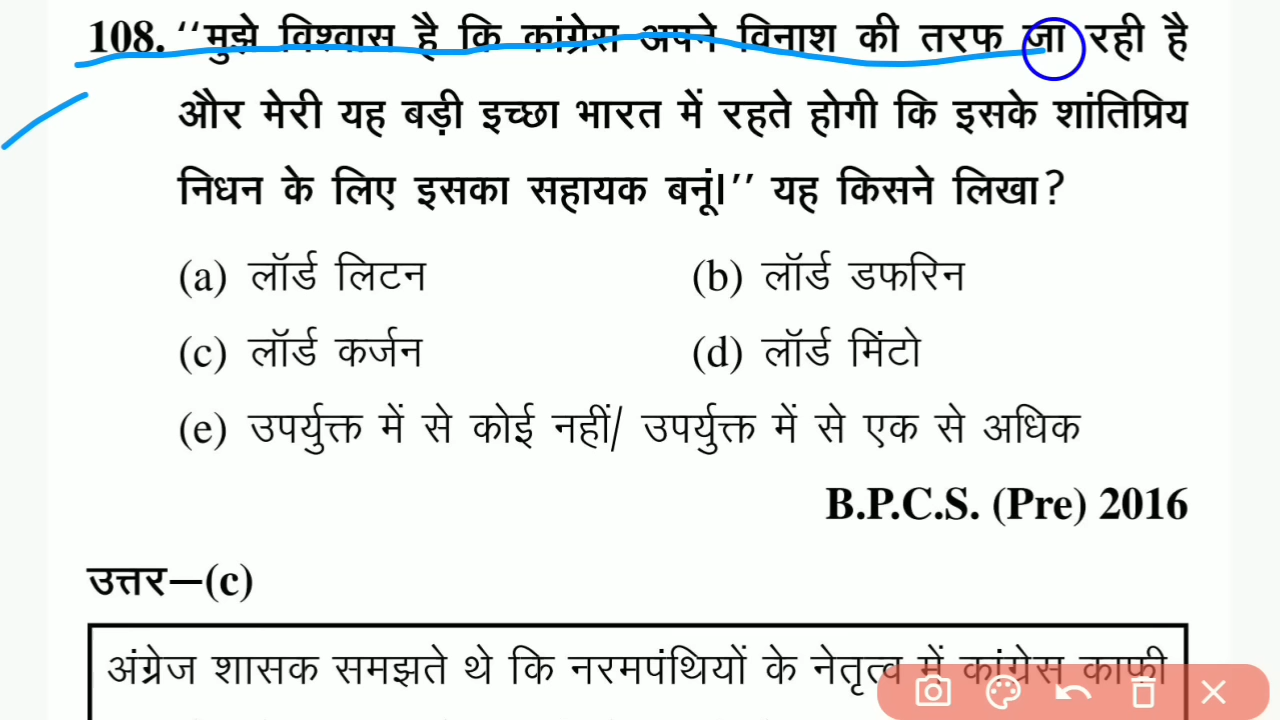 108. ‘‘मुझे विश्वास है कि कांग्रेस अपने विनाश की तरफ जा रही है
और मेरी यह बड़ी इच्छा भारत में रहते होगी कि इसके शांतिप्रिय
निधन के लिए इसका सहायक बनूं।’’ यह किसने लिखा?
(a) लॉर्ड लिटन (b) लॉर्ड डफरिन
(c) लॉर्ड कर्जन (d) लॉर्ड मिंटो
(e) उपर्युक्त में से कोई नहीं/ उपर्युक्त में से एक से अधिक
B.P.C.S. (Pre) 2016
उत्तर—(c)
अंग्रेज शासक समझते थे कि नरमपंथियों के नेतृत्व में कांग्रेस काफी